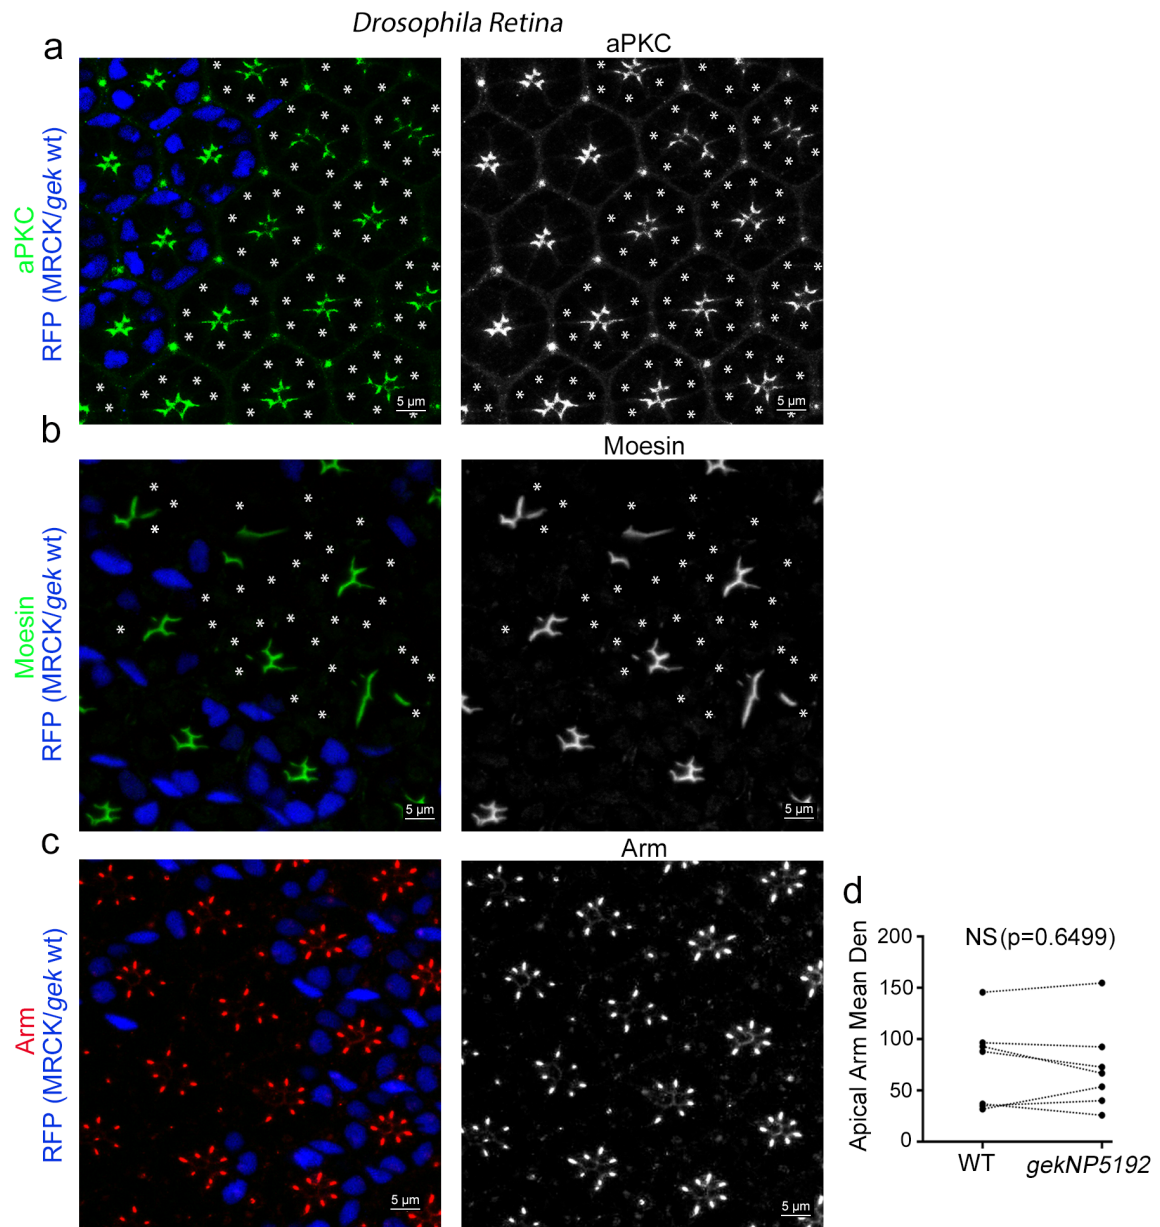 Drosophila Retina
a
aPKC
aPKC
RFP (MRCK/gek wt)
5 µm
5 µm
b
Moesin
Moesin
RFP (MRCK/gek wt)
5 µm
5 µm
c
Arm
Arm
RFP (MRCK/gek wt)
5 µm
5 µm
d
NS(p=0.6499)
Apical Arm Mean Den
200
150
100
50
0
WT
gekNP5192